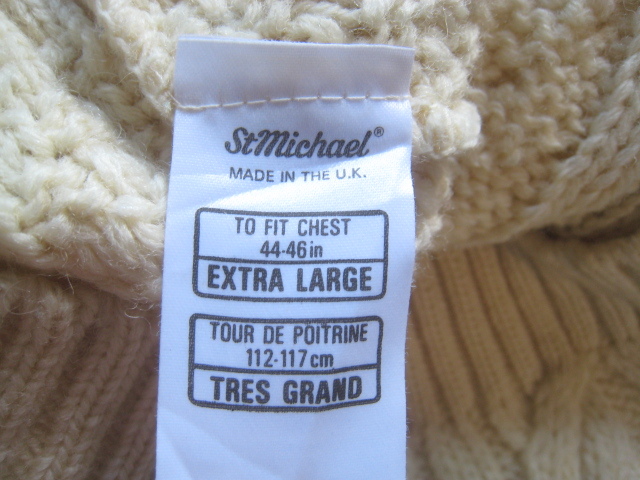 StMichael®
MADE IN THE U.K.
TO FIT CHEST
44-46in
EXTRA LARGE
TOUR DE POITRINE
112-117cm
TRES GRAND